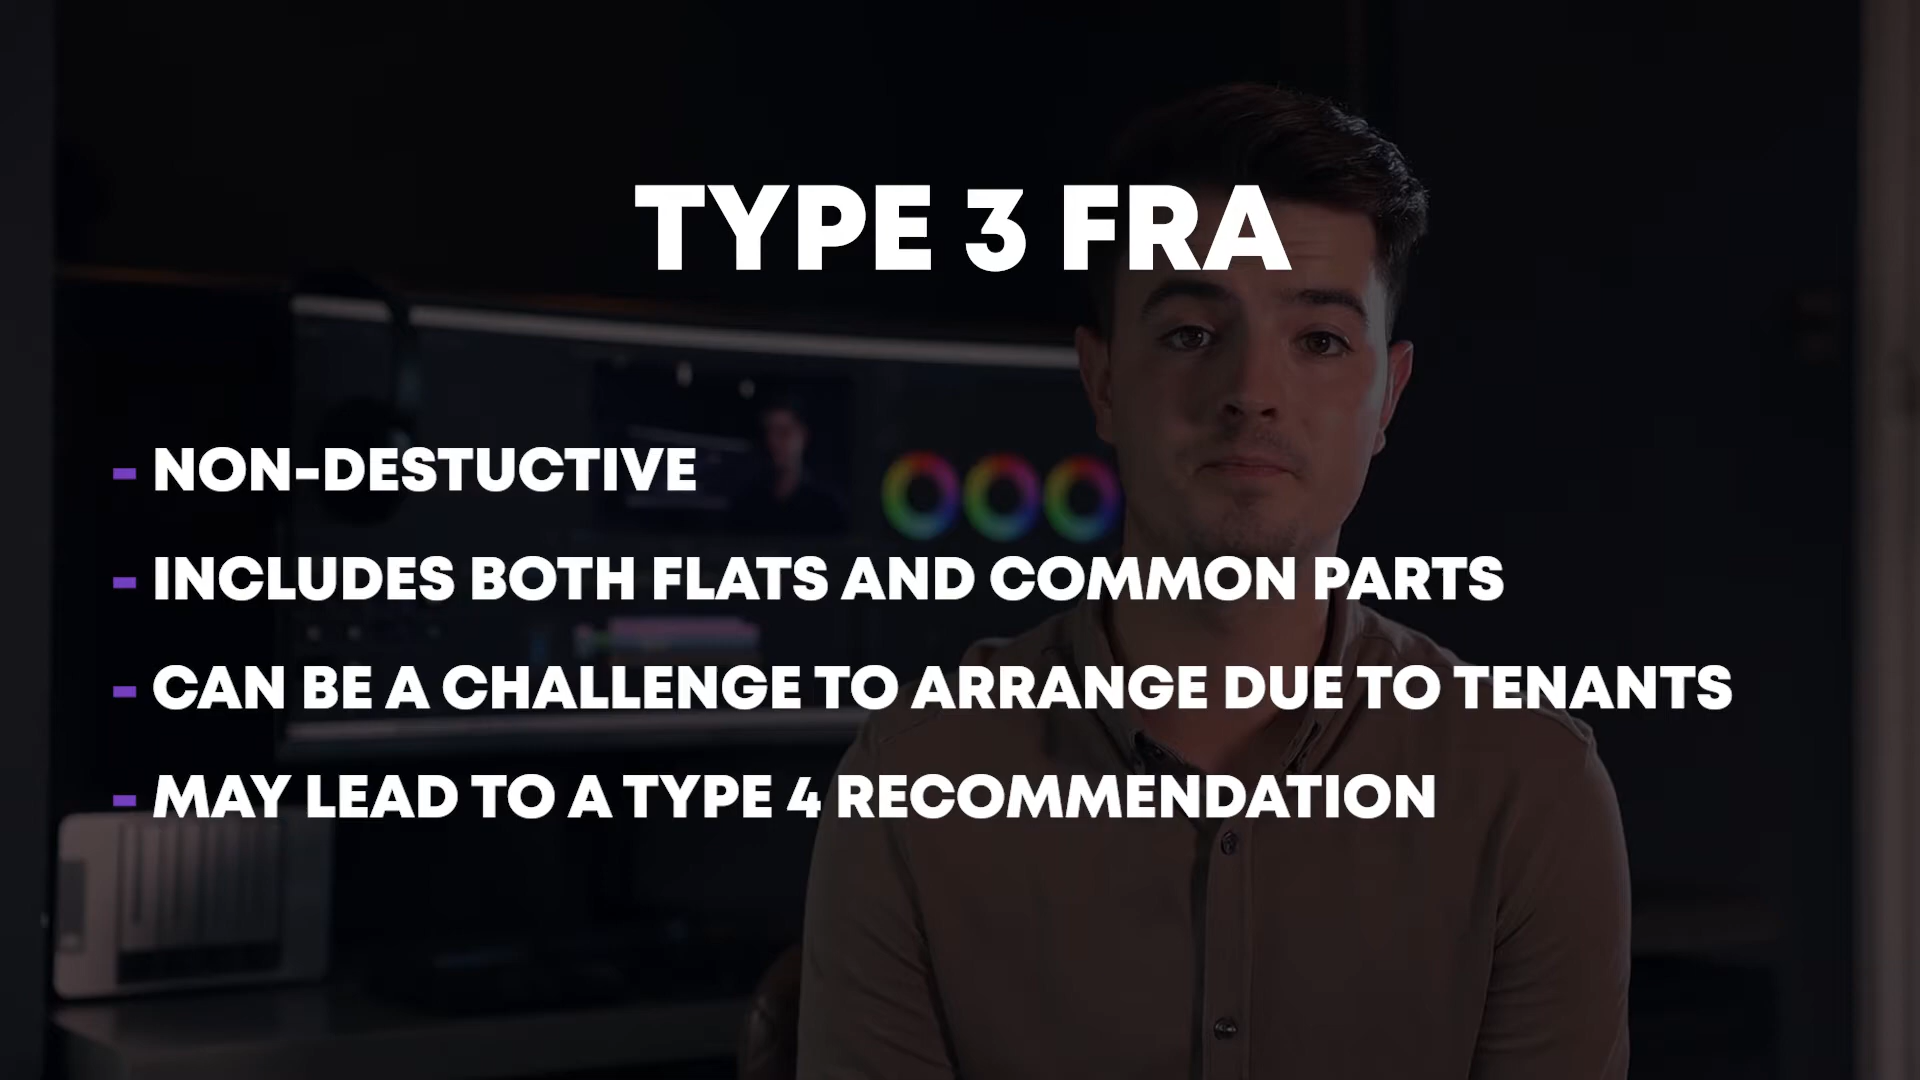 TYPE 3 FRA
- NON-DESTUCTIVE
- INCLUDES BOTH FLATS AND COMMON PARTS
- CAN BE A CHALLENGE TO ARRANGE DUE TO TENANTS
- MAY LEAD TO A TYPE 4 RECOMMENDATION